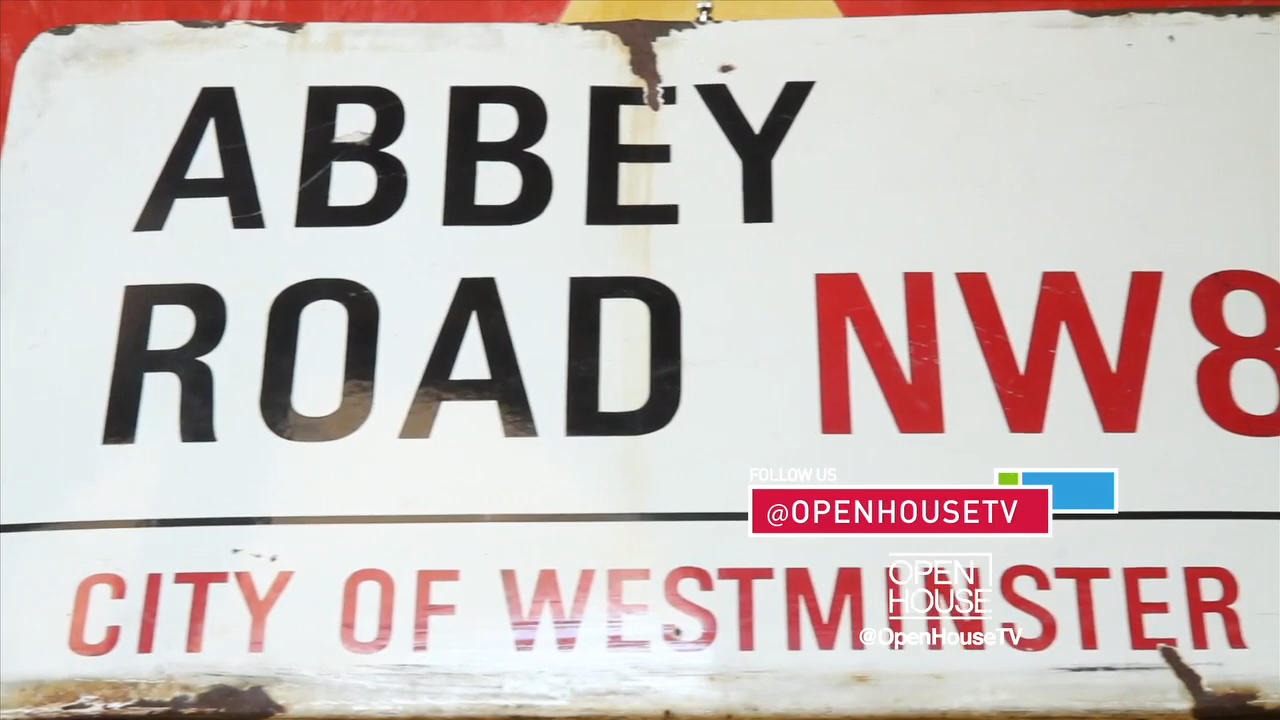 ABBEY
ROAD NW8
FOLLOW US
@OPENHOUSETV
CITY OF WESTMINSTER
OPEN
HOUSE
@OpenHouseTV